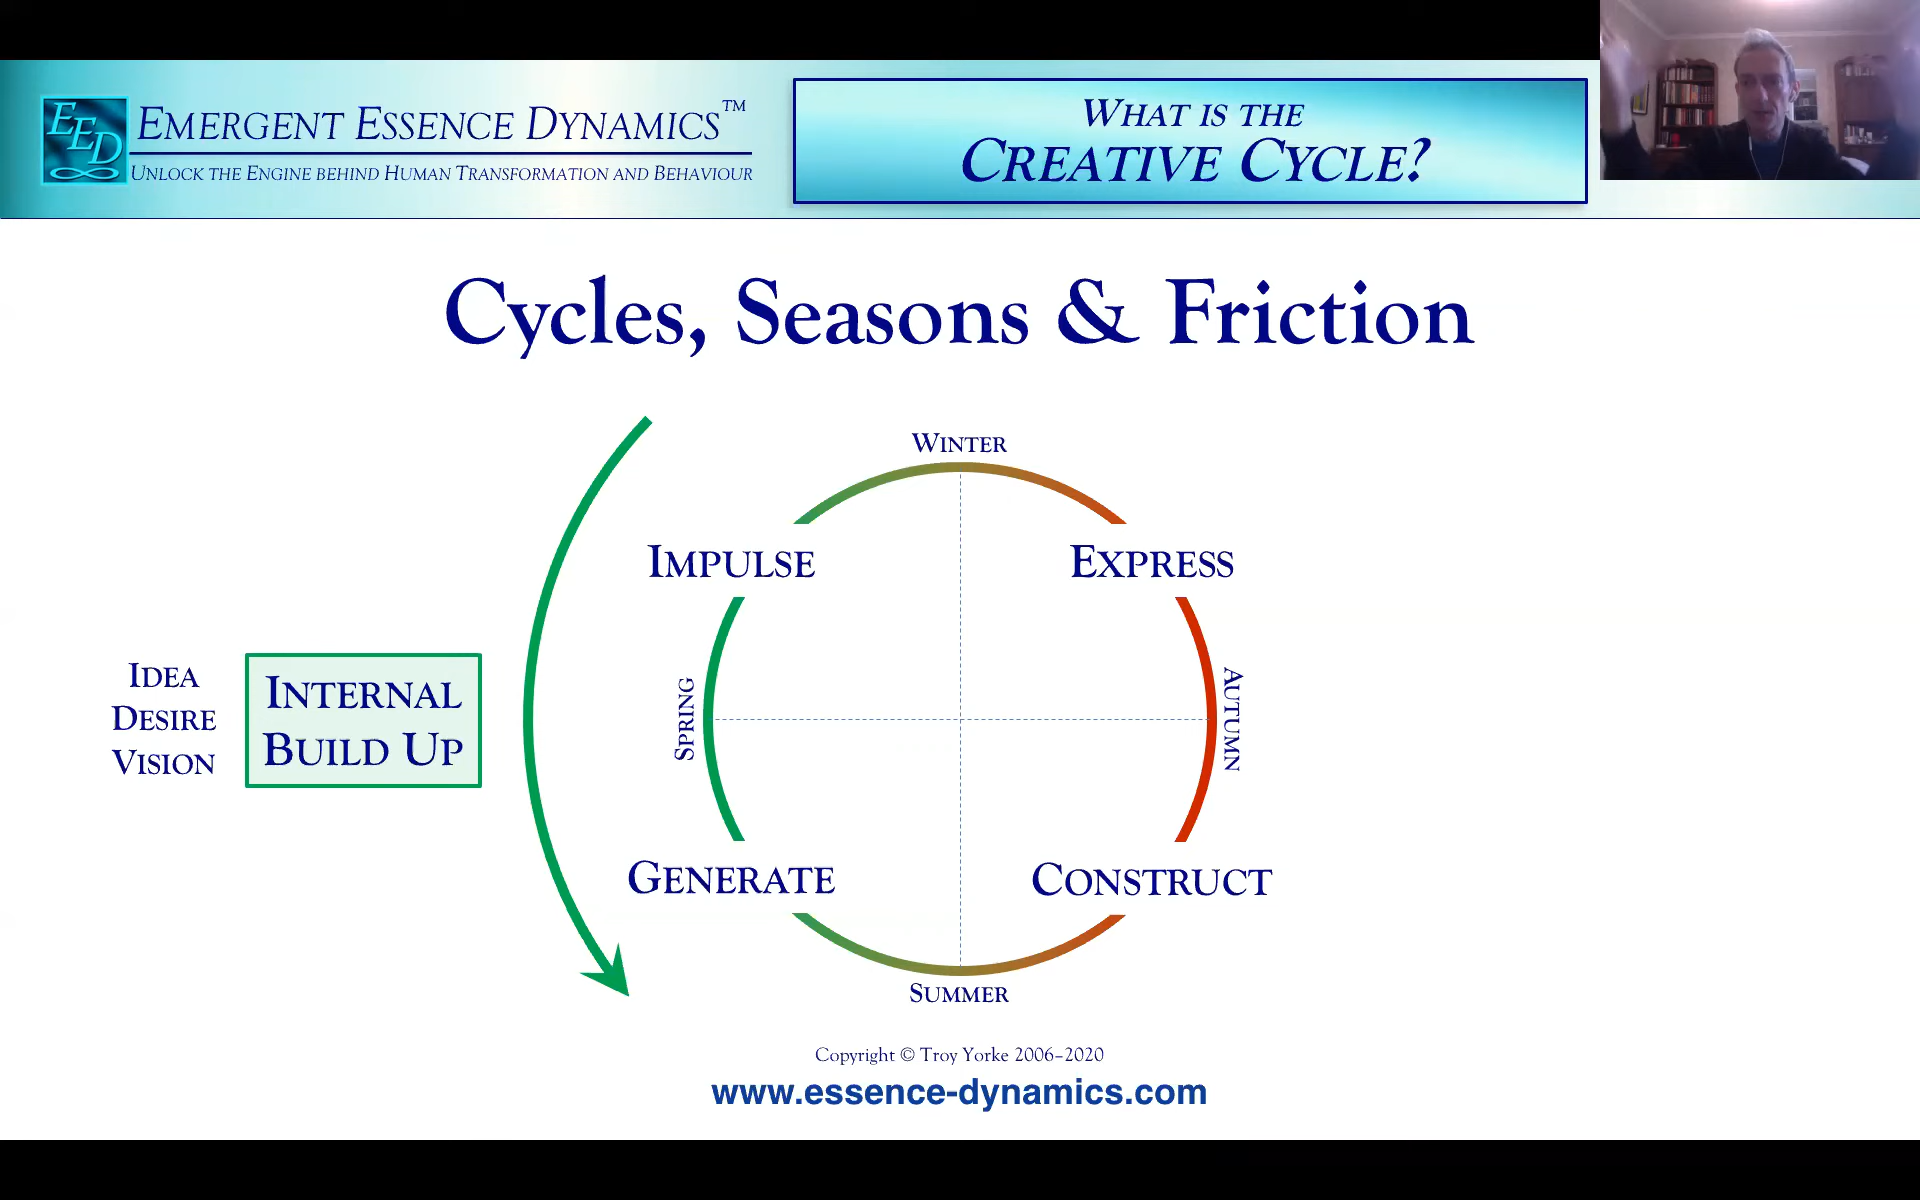 EED
EMERGENT ESSENCE DYNAMICS™
UNLOCK THE ENGINE BEHIND HUMAN TRANSFORMATION AND BEHAVIOUR
WHAT IS THE
CREATIVE CYCLE?
Cycles, Seasons & Friction
WINTER
IMPULSE
EXPRESS
IDEA
DESIRE
VISION
INTERNAL
BUILD UP
SPRING
AUTUMN
GENERATE
CONSTRUCT
SUMMER
Copyright © Troy Yorke 2006–2020
www.essence-dynamics.com